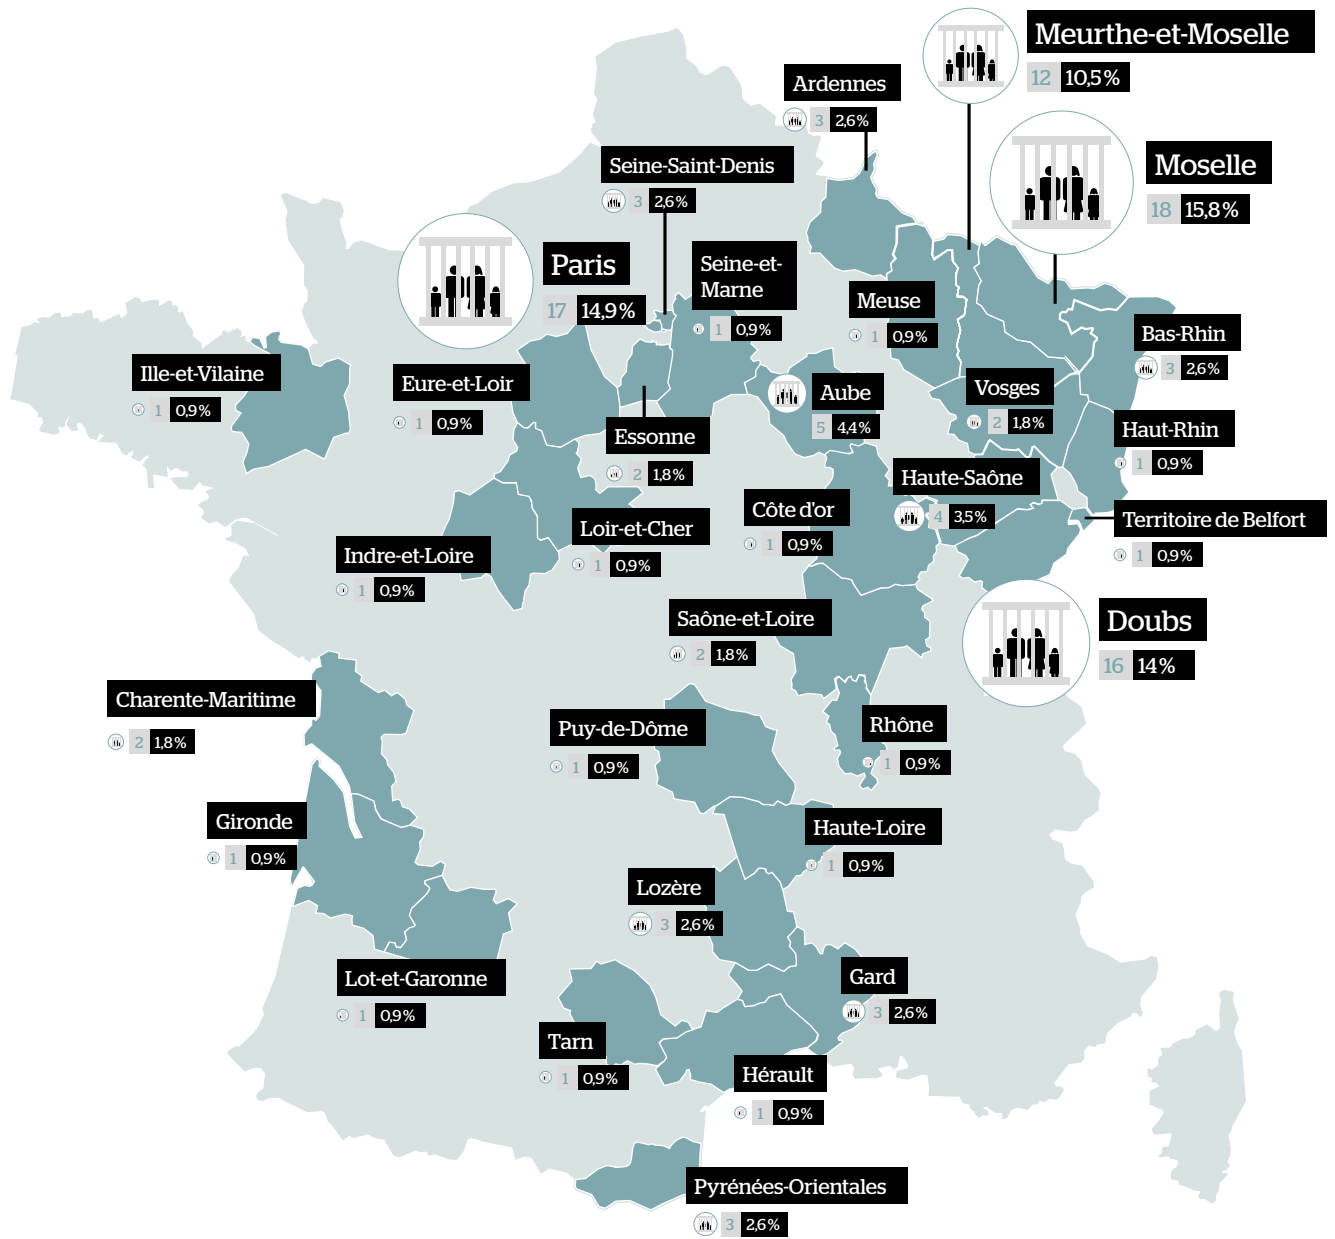 Meurthe-et-Moselle
12 10,5%
Ardennes
3 2,6%
Moselle
18 15,8%
Seine-Saint-Denis
3 2,6%
Paris
17 14,9%
Seine-et-
Marne
1 0,9%
Meuse
1 0,9%
Bas-Rhin
3 2,6%
Ille-et-Vilaine
1 0,9%
Eure-et-Loir
1 0,9%
Aube
5 4,4%
Vosges
2 1,8%
Haut-Rhin
1 0,9%
Essonne
2 1,8%
Haute-Saône
4 3,5%
Côte d'or
1 0,9%
Territoire de Belfort
1 0,9%
Loir-et-Cher
1 0,9%
Indre-et-Loire
1 0,9%
Saône-et-Loire
2 1,8%
Doubs
16 14%
Charente-Maritime
2 1,8%
Puy-de-Dôme
1 0,9%
Rhône
1 0,9%
Gironde
1 0,9%
Haute-Loire
1 0,9%
Lozère
3 2,6%
Lot-et-Garonne
1 0,9%
Gard
3 2,6%
Tarn
1 0,9%
Hérault
1 0,9%
Pyrénées-Orientales
3 2,6%